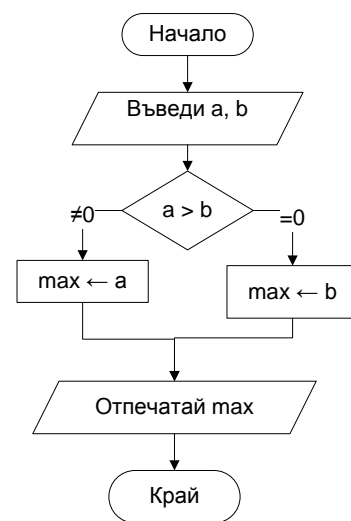 Начало
Въведи a, b
a > b
≠0
=0
max ← a
max ← b
Отпечатай max
Край